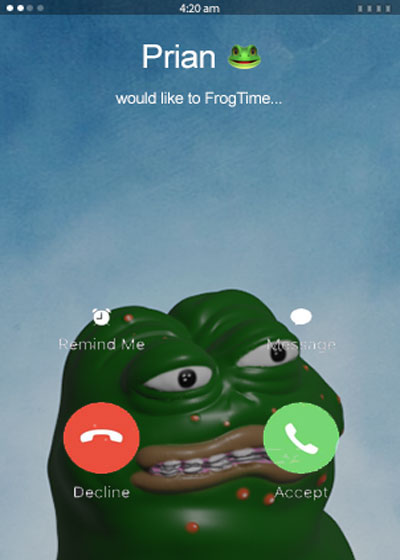 4:20 am
Prian 🐸
would like to FrogTime...
Remind Me
Message
Decline
Accept